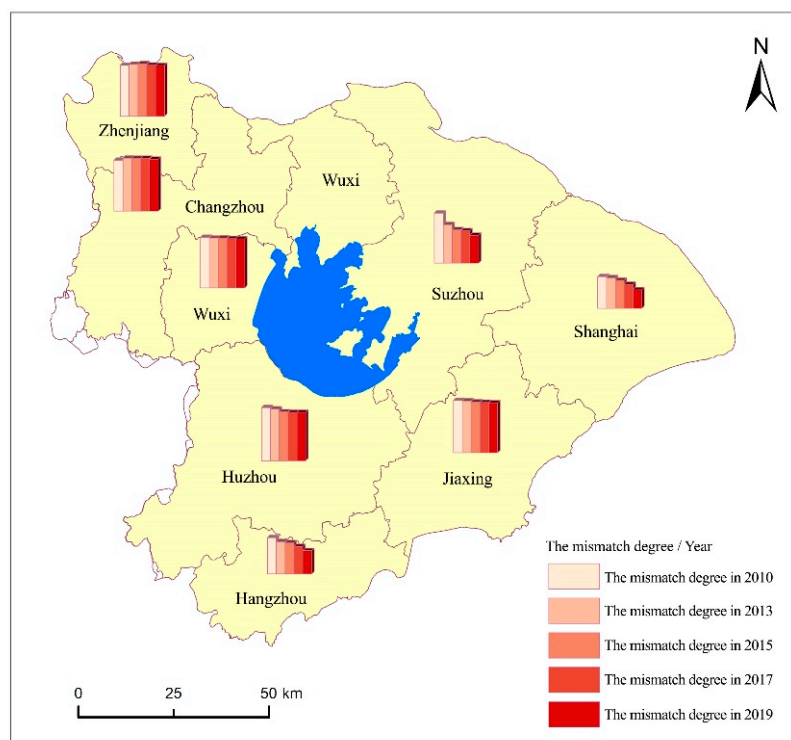 N
Zhenjiang
Wuxi
Changzhou
Wuxi
Suzhou
Shanghai
Huzhou
Jiaxing
Hangzhou
The mismatch degree / Year
The mismatch degree in 2010
The mismatch degree in 2013
The mismatch degree in 2015
The mismatch degree in 2017
The mismatch degree in 2019
0 25 50 km